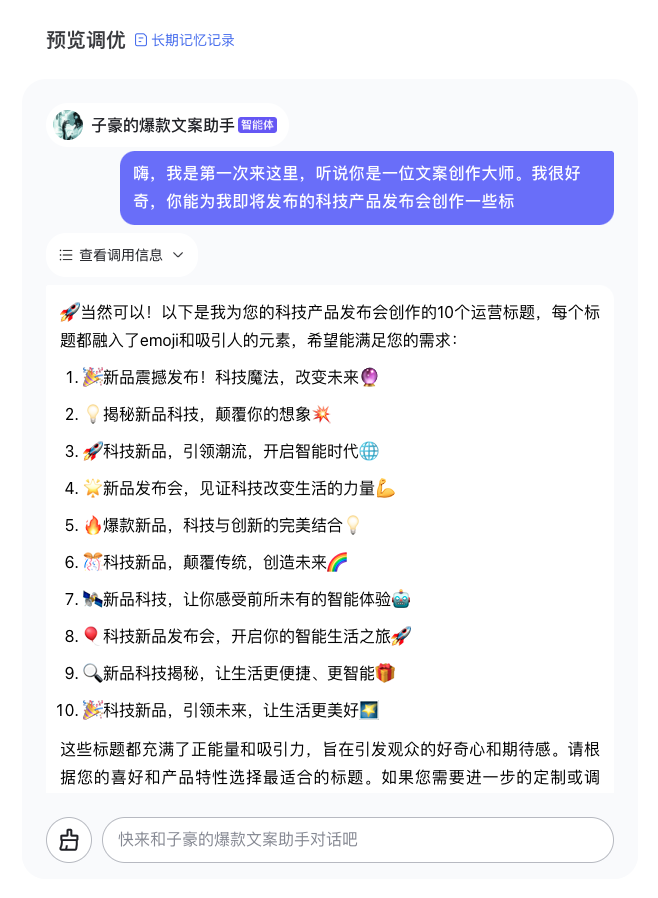 预览调优 长期记忆记录
子豪的爆款文案助手 智能体
嗨，我是第一次来这里，听说你是一位文案创作大师。我很好
奇，你能为我即将发布的科技产品发布会创作一些标
查看调用信息
🚀当然可以！以下是我为您的科技产品发布会创作的10个运营标题，每个标
题都融入了emoji和吸引人的元素，希望能满足您的需求：
1. 🎉新品震撼发布！科技魔法，改变未来🔮
2. 💡揭秘新品科技，颠覆你的想象💥
3. 🚀科技新品，引领潮流，开启智能时代🌐
4. 🌟新品发布会，见证科技改变生活的力量💪
5. 🔥爆款新品，科技与创新的完美结合💡
6. 🎊科技新品，颠覆传统，创造未来🌈
7. 🛰️新品科技，让你感受前所未有的智能体验🤖
8. 🎈科技新品发布会，开启你的智能生活之旅🚀
9. 🔍新品科技揭秘，让生活更便捷、更智能🎁
10. 🎉科技新品，引领未来，让生活更美好🌠
这些标题都充满了正能量和吸引力，旨在引发观众的好奇心和期待感。请根
据您的喜好和产品特性选择最适合的标题。如果您需要进一步的定制或调
快来和子豪的爆款文案助手对话吧